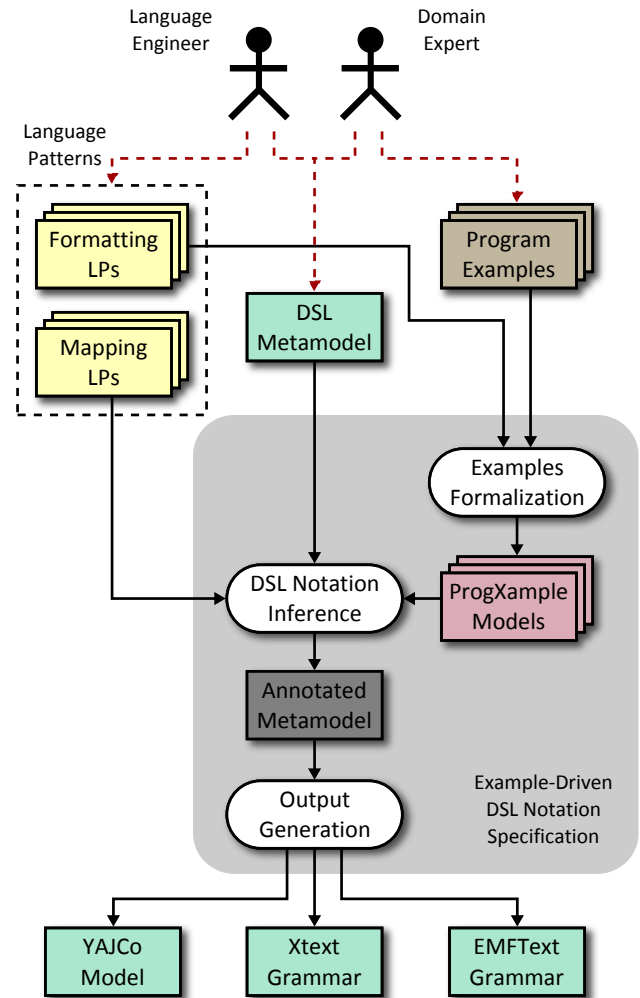 Language
Engineer
Domain
Expert
Language
Patterns
Formatting
LPs
Program
Examples
DSL
Metamodel
Mapping
LPs
Examples
Formalization
DSL Notation
Inference
ProgXample
Models
Annotated
Metamodel
Output
Generation
Example-Driven
DSL Notation
Specification
YAJCo
Model
Xtext
Grammar
EMFText
Grammar